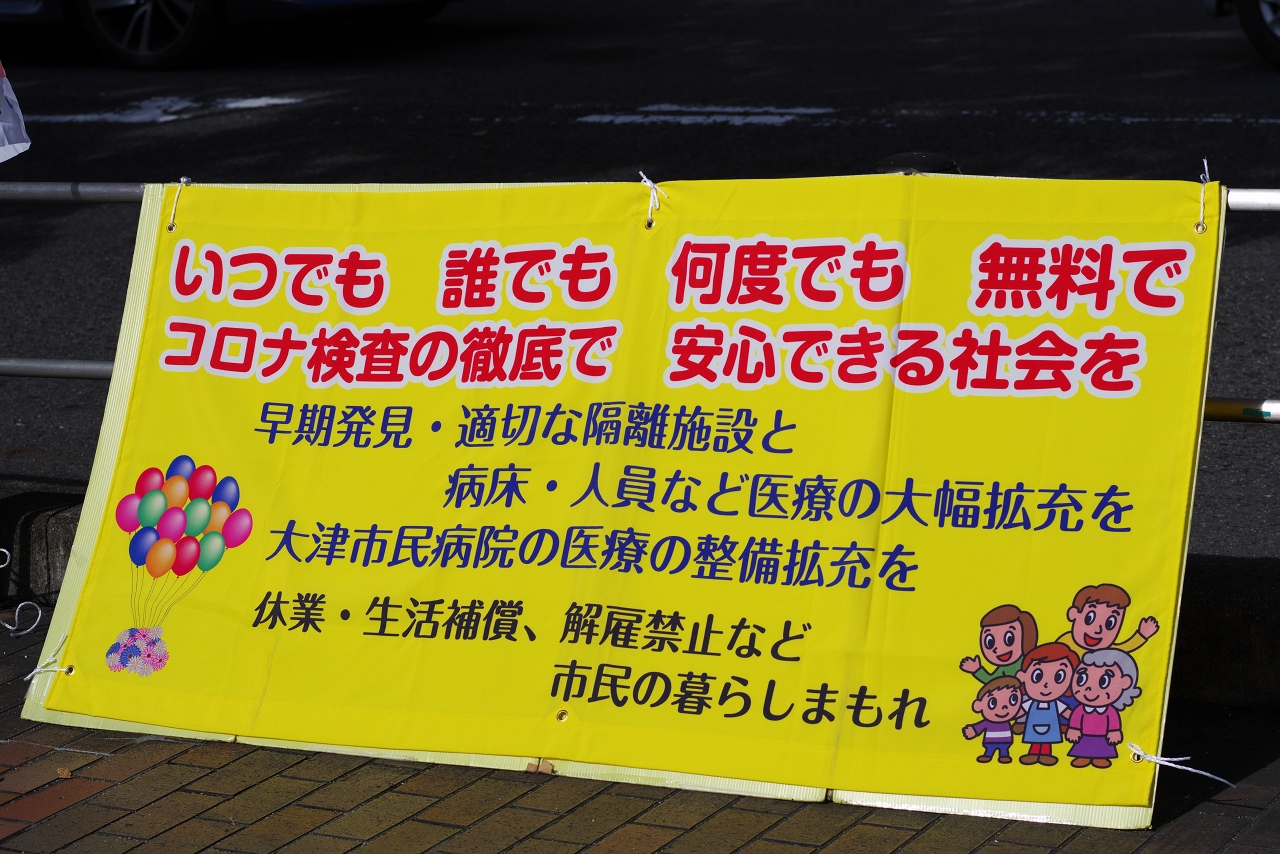 いつでも 誰でも 何度でも 無料で
コロナ検査の徹底で 安心できる社会を
早期発見・適切な隔離施設と
病床・人員など医療の大幅拡充を
大津市民病院の医療の整備拡充を
休業・生活補償、解雇禁止など
市民の暮らしまもれ